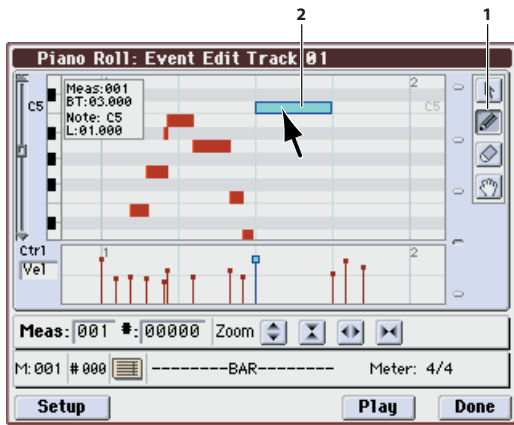 2 1
Piano Roll: Event Edit Track 01
1 2
Meas:001
BT:03.000
Note: C5
L:01.000
C5 C5
Ctrl
Vel
1 2
Meas: 001 #: 00000 Zoom
M: 001 # 000 --------BAR-------- Meter: 4/4
Setup Play Done